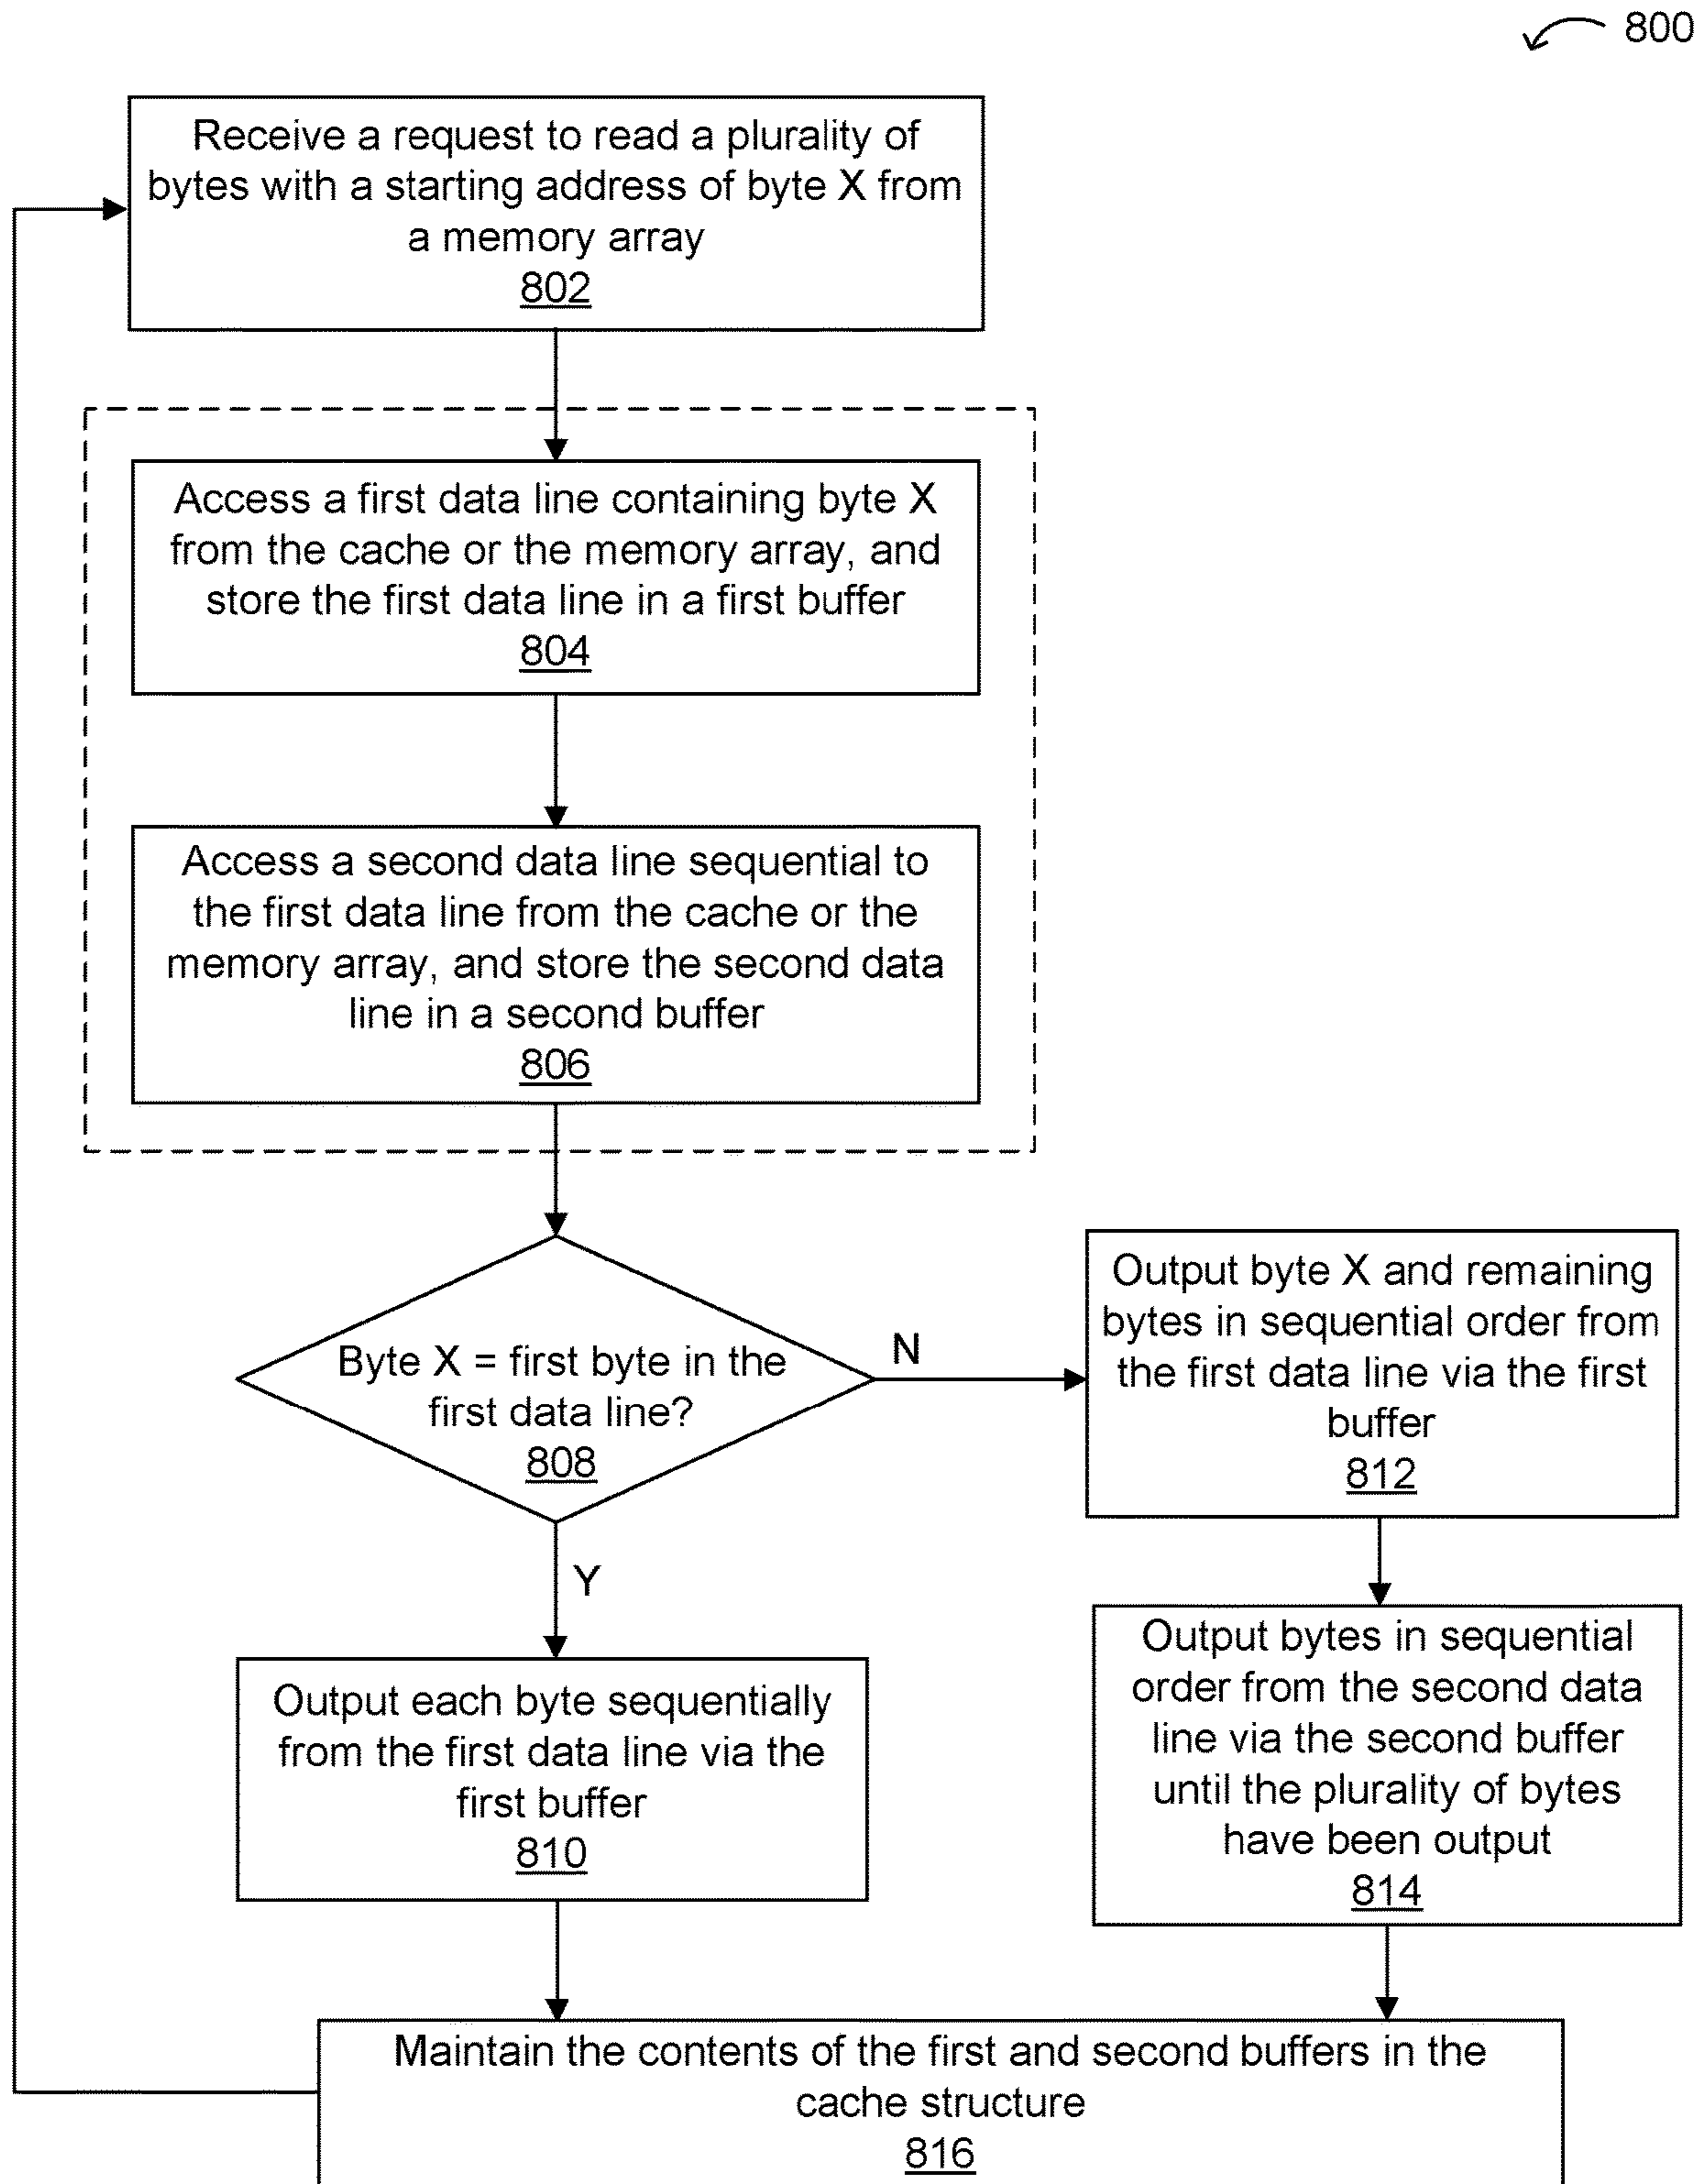 800
Receive a request to read a plurality of
bytes with a starting address of byte X from
a memory array
802
Access a first data line containing byte X
from the cache or the memory array, and
store the first data line in a first buffer
804
Access a second data line sequential to
the first data line from the cache or the
memory array, and store the second data
line in a second buffer
806
Byte X = first byte in the
first data line?
808
N
Output byte X and remaining
bytes in sequential order from
the first data line via the first
buffer
812
Y
Output each byte sequentially
from the first data line via the
first buffer
810
Output bytes in sequential
order from the second data
line via the second buffer
until the plurality of bytes
have been output
814
Maintain the contents of the first and second buffers in the
cache structure
816